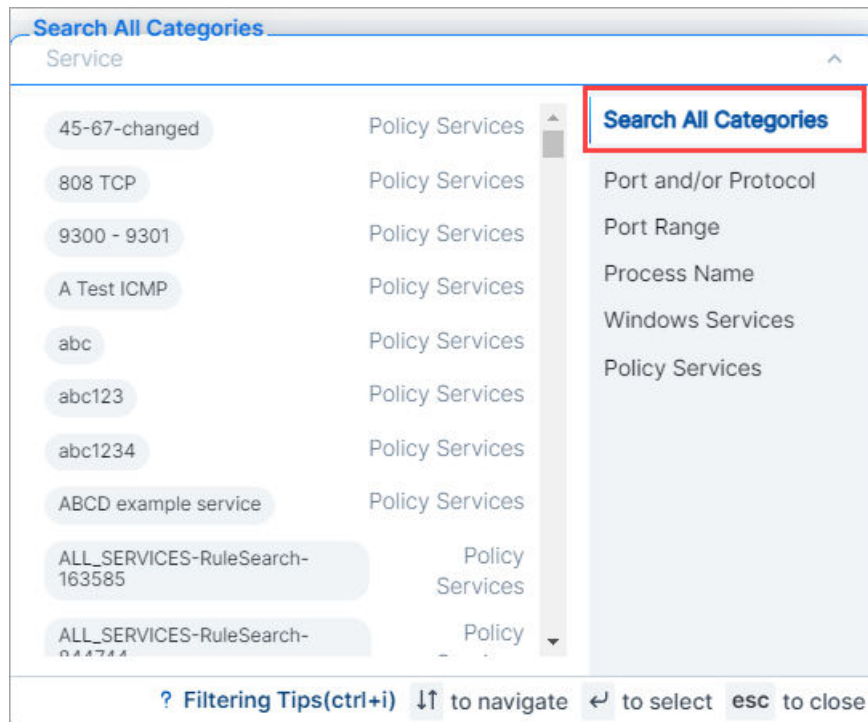 Search All Categories
Service
45-67-changed Policy Services
808 TCP Policy Services
9300 - 9301 Policy Services
A Test ICMP Policy Services
abc Policy Services
abc123 Policy Services
abc1234 Policy Services
ABCD example service Policy Services
ALL_SERVICES-RuleSearch- Policy
163585 Services
ALL_SERVICES-RuleSearch- Policy
Search All Categories
Port and/or Protocol
Port Range
Process Name
Windows Services
Policy Services
? Filtering Tips(ctrl+i) ↓↑ to navigate ↵ to select esc to close